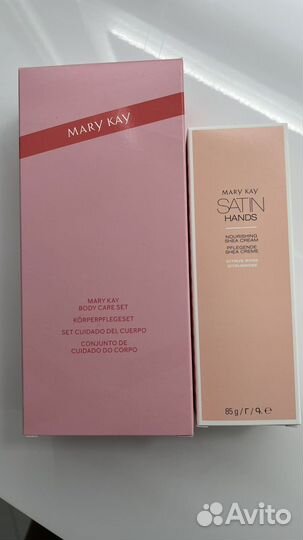 MARY KAY
MARY KAY
BODY CARE SET
KÖRPERPFLEGESET
SET CUIDADO DEL CUERPO
CONJUNTO DE
CUIDADO DO CORPO
MARY KAY
SATIN
HANDS
NOURISHING
SHEA CREAM
PFLEGENDE
SHEA CREME
85 g / Г / գ. ℮
Avito